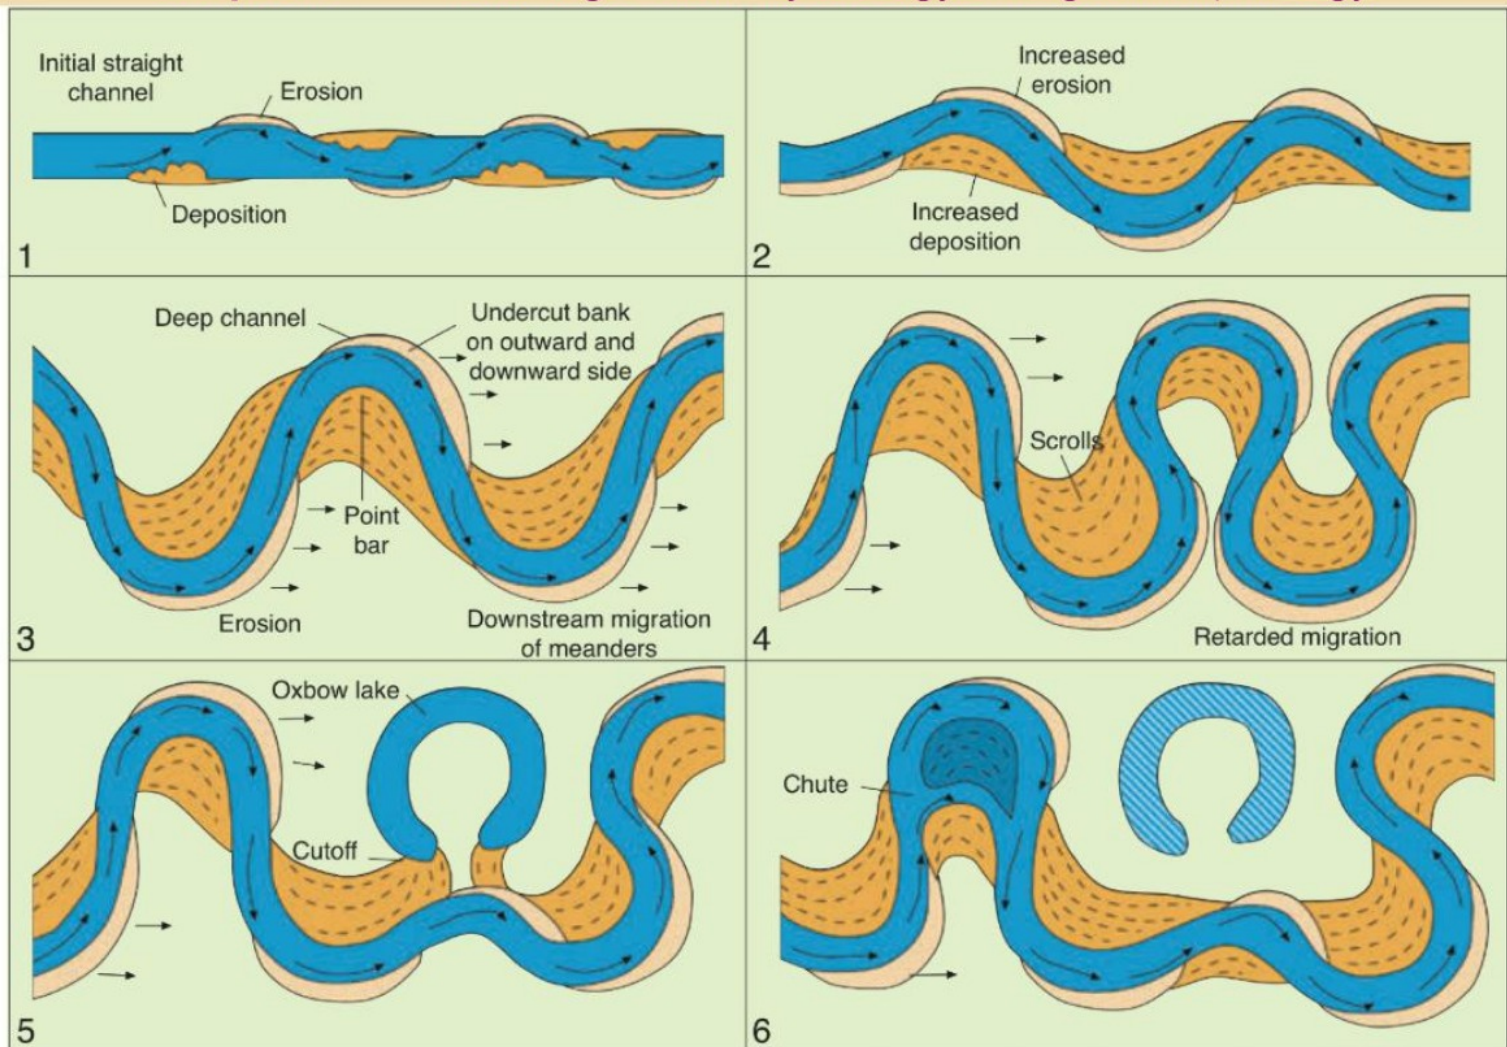 Initial straight
channel
Erosion
Deposition
1
Increased
erosion
Increased
deposition
2
Deep channel
Undercut bank
on outward and
downward side
Point
bar
Erosion
Downstream migration
of meanders
3
Scrolls
Retarded migration
4
Oxbow lake
Cutoff
5
Chute
6